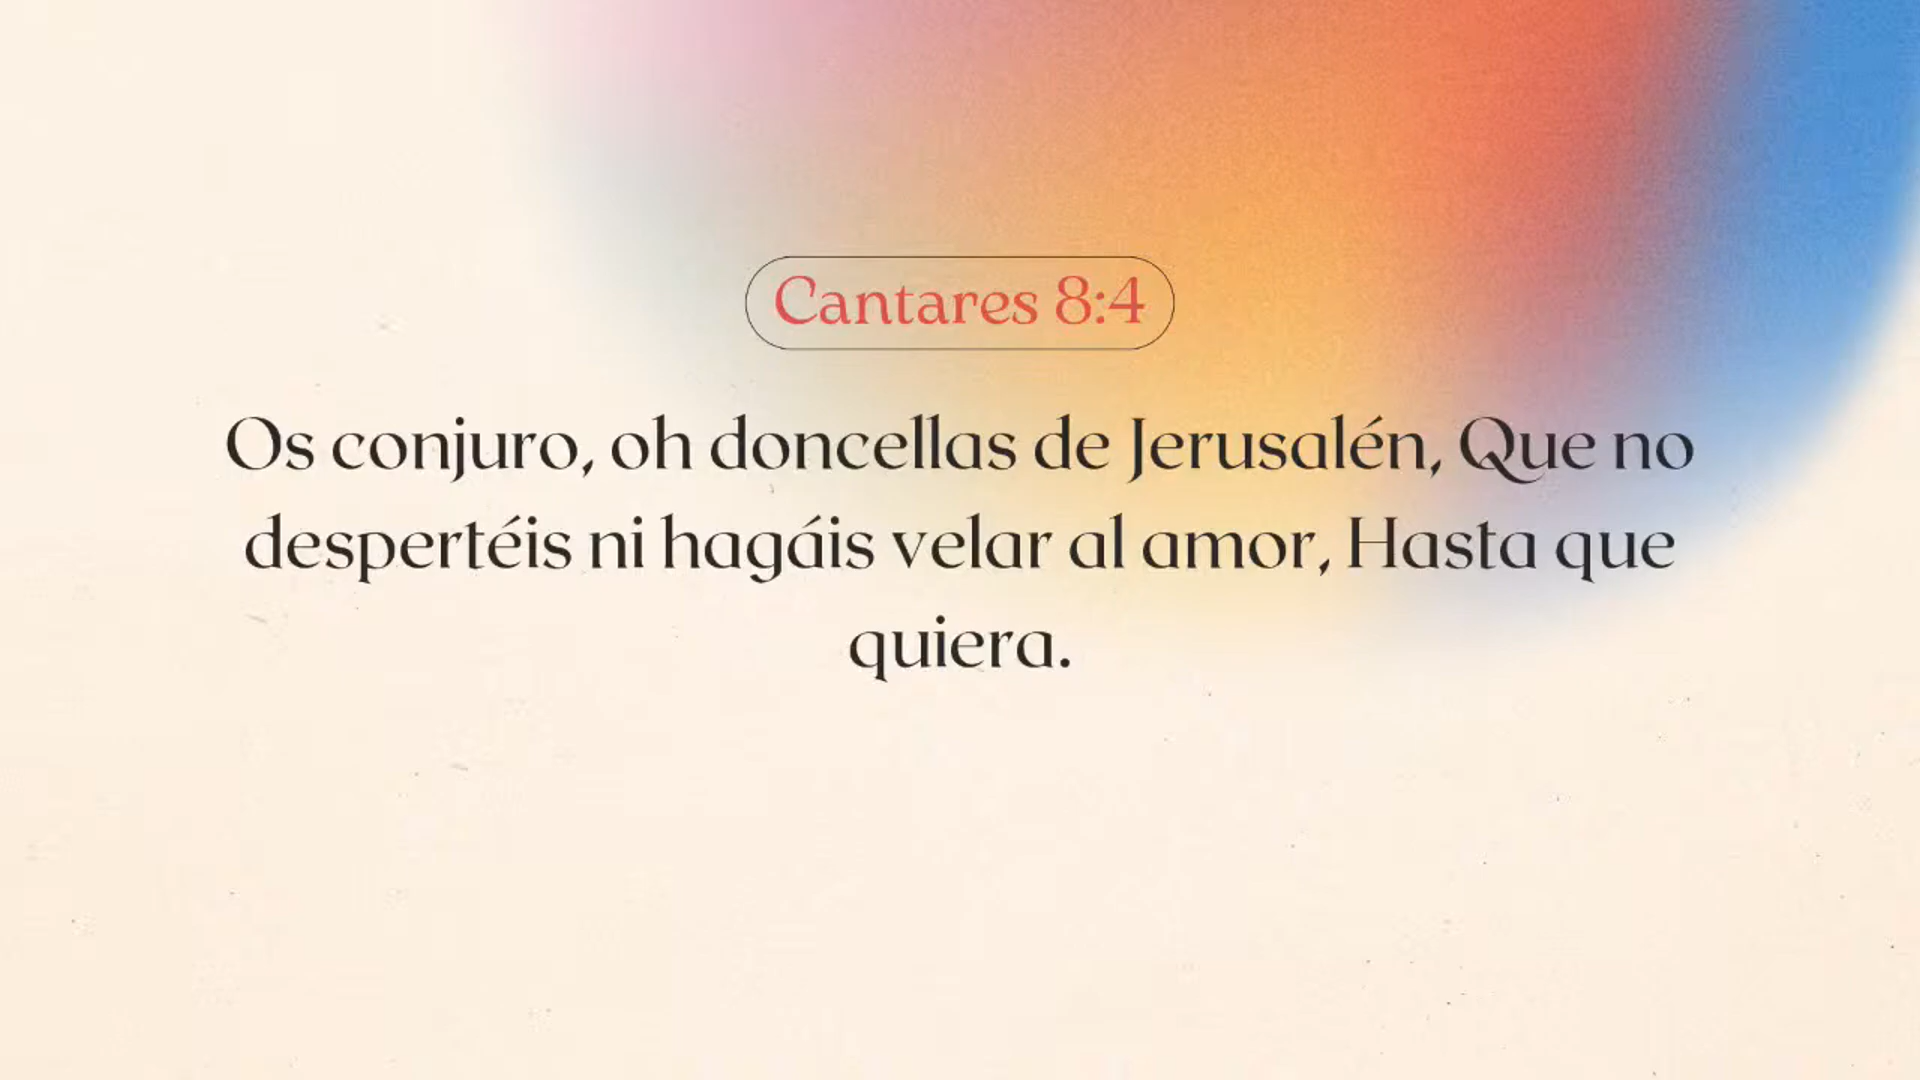 Cantares 8:4
Os conjuro, oh doncellas de Jerusalén, Que no
despertéis ni hagáis velar al amor, Hasta que
quiera.